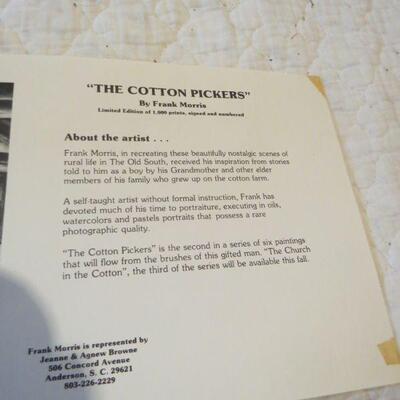 "THE COTTON PICKERS"
By Frank Morris
Limited Edition of 1,000 prints, signed and numbered
About the artist . . .
Frank Morris, in recreating these beautifully nostalgic scenes of
rural life in The Old South, received his inspiration from stories
told to him as a boy by his Grandmother and other elder
members of his family who grew up on the cotton farm.
A self-taught artist without formal instruction, Frank has
devoted much of his time to portraiture, executing in oils,
watercolors and pastels portraits that possess a rare
photographic quality.
"The Cotton Pickers" is the second in a series of six paintings
that will flow from the brushes of this gifted man. "The Church
in the Cotton", the third of the series will be available this fall.
Frank Morris is represented by
Jeanne & Agnew Browne
506 Concord Avenue
Anderson, S. C. 29621
803-226-2229